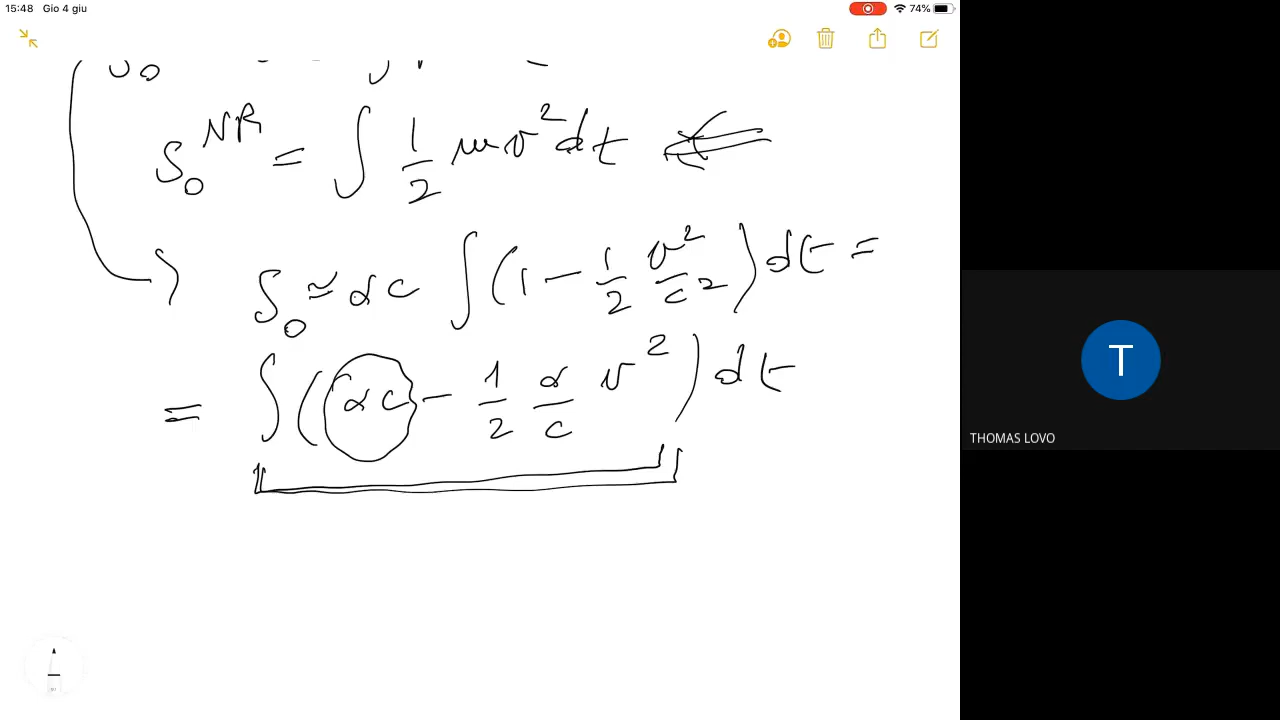 15:48 Gio 4 giu
74%
S₀^NR = ∫ 1/2 m v² dt ⇐
S₀ ≃ αc ∫ (1 − 1/2 v²/c²) dt =
= ∫ (αc − 1/2 α/c v²) dt
T
THOMAS LOVO